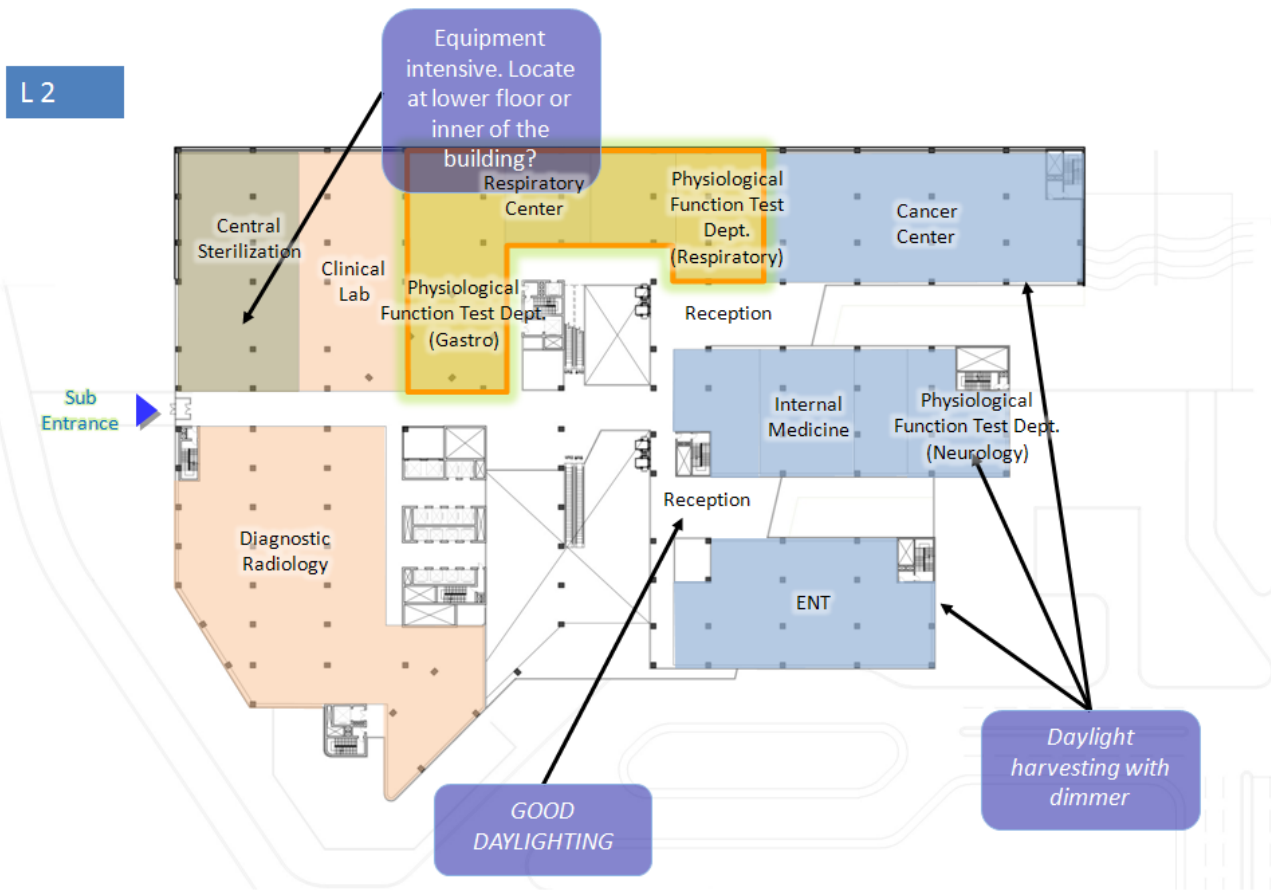 L 2
Equipment
intensive. Locate
at lower floor or
inner of the
building?
Respiratory
Center
Physiological
Function Test
Dept.
(Respiratory)
Cancer
Center
Central
Sterilization
Clinical
Lab
Physiological
Function Test Dept.
(Gastro)
Reception
Sub
Entrance
Internal
Medicine
Physiological
Function Test Dept.
(Neurology)
Reception
Diagnostic
Radiology
ENT
Daylight
harvesting with
dimmer
GOOD
DAYLIGHTING